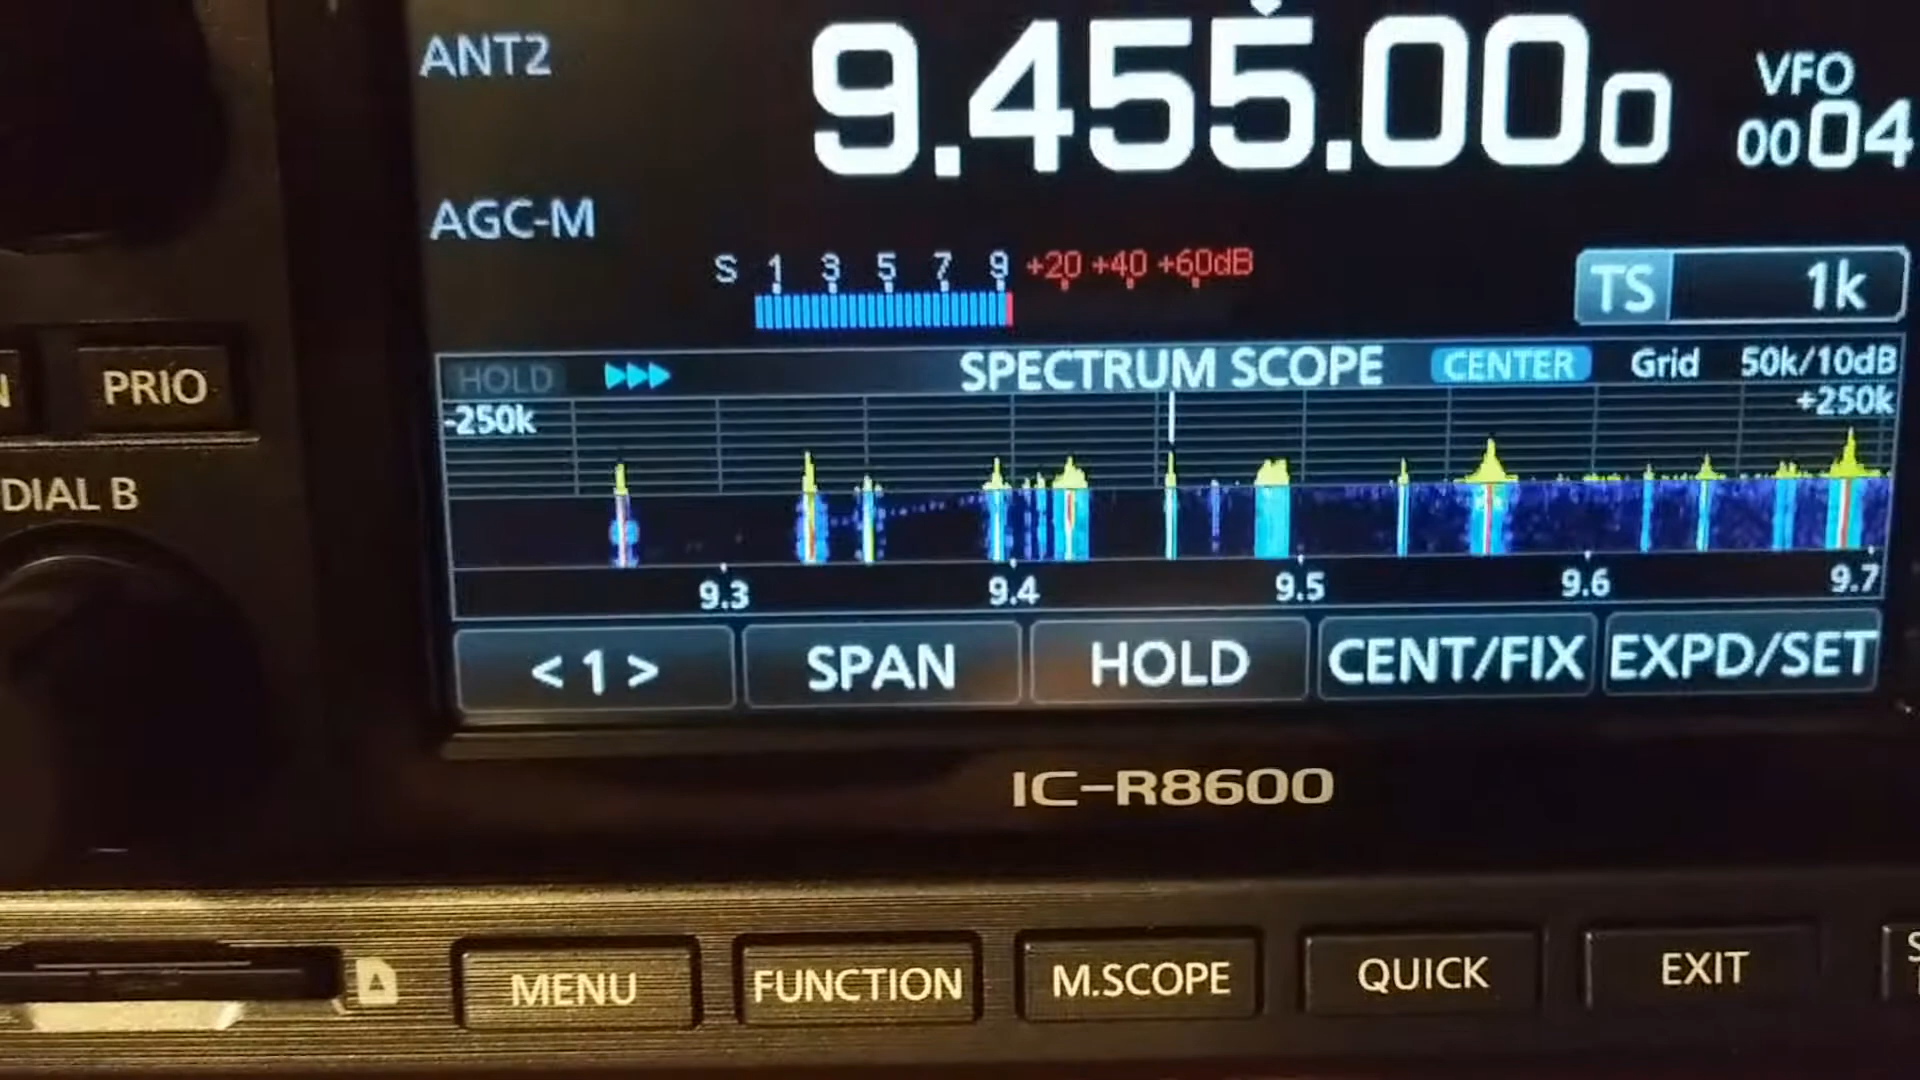 ANT2
9.455.000
VFO
0004
AGC-M
S 1 3 5 7 9 +20 +40 +60dB
TS 1k
HOLD SPECTRUM SCOPE CENTER Grid 50k/10dB
-250k +250k
PRIO
DIAL B
9.3 9.4 9.5 9.6 9.7
<1> SPAN HOLD CENT/FIX EXPD/SET
IC-R8600
MENU FUNCTION M.SCOPE QUICK EXIT